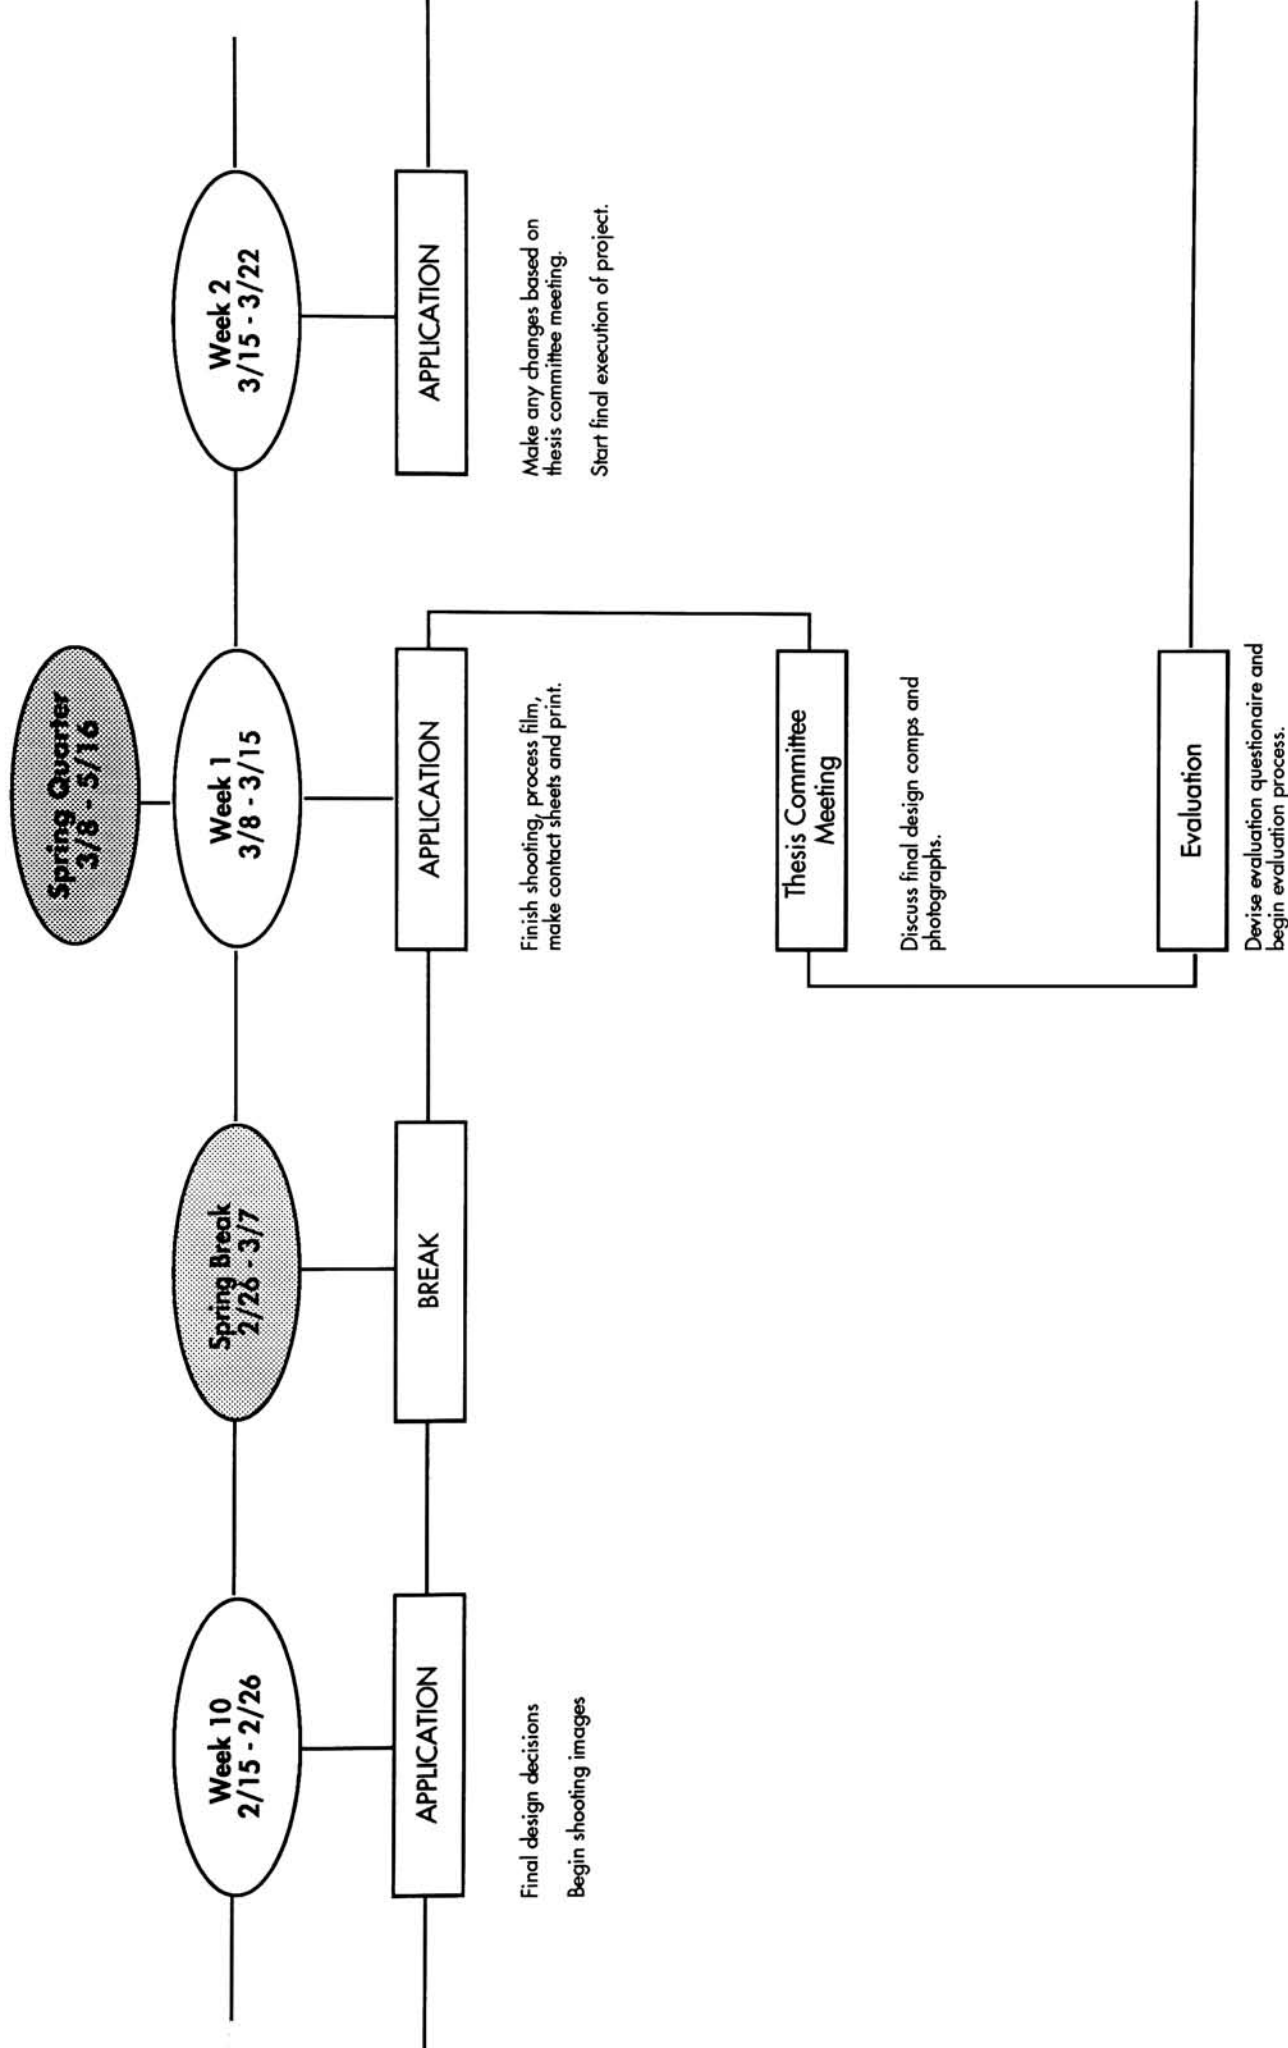 Spring Quarter
3/8 - 5/16
Week 10
2/15 - 2/26
Spring Break
2/26 - 3/7
Week 1
3/8 - 3/15
Week 2
3/15 - 3/22
APPLICATION
BREAK
APPLICATION
APPLICATION
Final design decisions
Begin shooting images
Finish shooting, process film,
make contact sheets and print.
Make any changes based on
thesis committee meeting.
Start final execution of project.
Thesis Committee
Meeting
Discuss final design comps and
photographs.
Evaluation
Devise evaluation questionaire and
begin evaluation process.